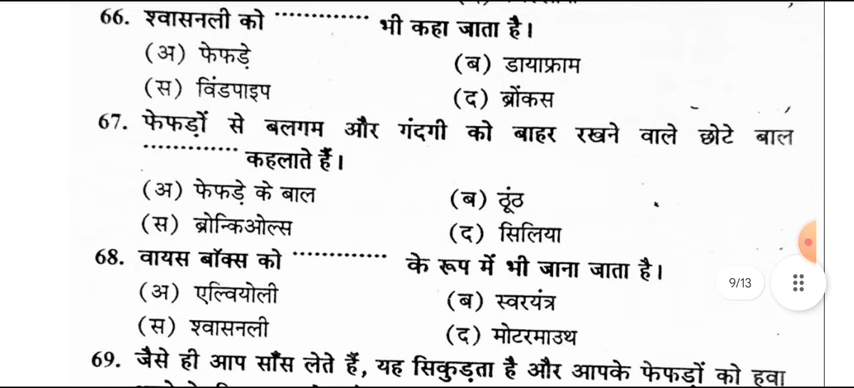 66. श्वासनली को ............ भी कहा जाता है।
(अ) फेफड़े (ब) डायाफ्राम
(स) विंडपाइप (द) ब्रोंकस
67. फेफड़ों से बलगम और गंदगी को बाहर रखने वाले छोटे बाल
............ कहलाते हैं।
(अ) फेफड़े के बाल (ब) ठूंठ
(स) ब्रोन्किओल्स (द) सिलिया
68. वायस बॉक्स को ............ के रूप में भी जाना जाता है।
9/13
(अ) एल्वियोली (ब) स्वरयंत्र
(स) श्वासनली (द) मोटरमाउथ
69. जैसे ही आप साँस लेते हैं, यह सिकुड़ता है और आपके फेफड़ों को हवा